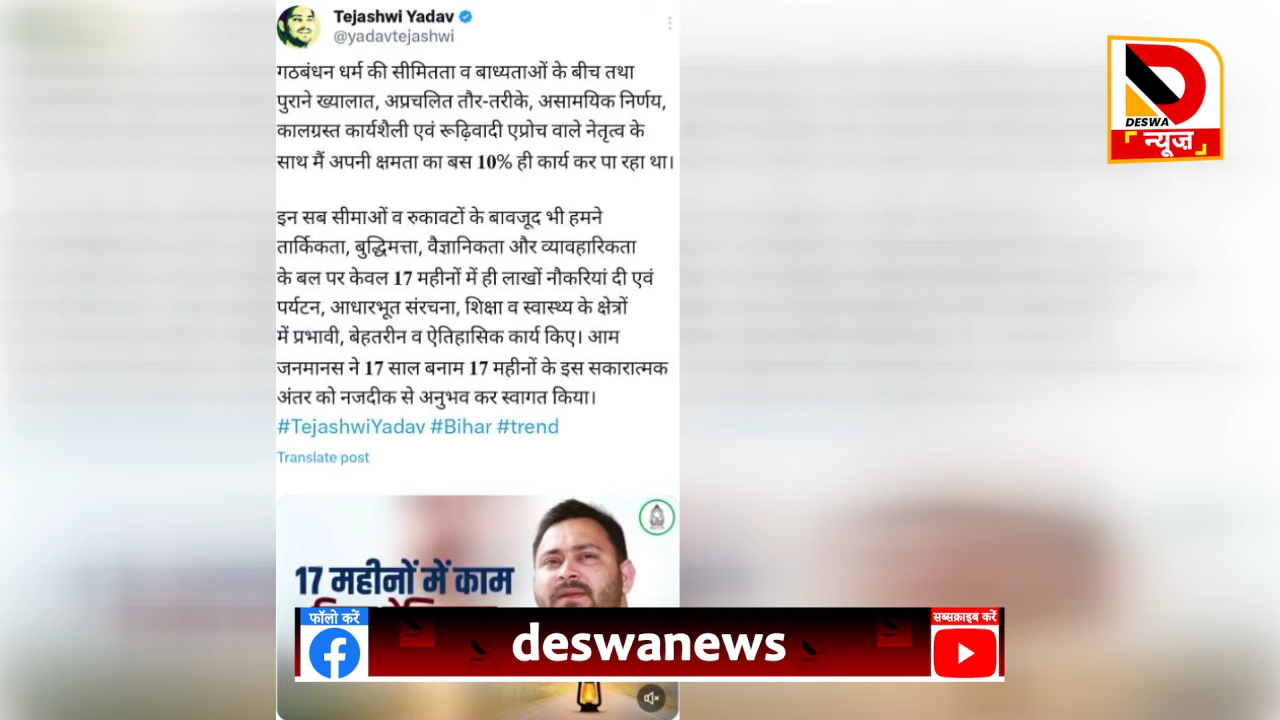 Tejashwi Yadav
@yadavtejashwi
गठबंधन धर्म की सीमितता व बाध्यताओं के बीच तथा
पुराने ख्यालात, अप्रचलित तौर-तरीके, असामयिक निर्णय,
कालग्रस्त कार्यशैली एवं रूढ़िवादी एप्रोच वाले नेतृत्व के
साथ मैं अपनी क्षमता का बस 10% ही कार्य कर पा रहा था।
इन सब सीमाओं व रुकावटों के बावजूद भी हमने
तार्किकता, बुद्धिमत्ता, वैज्ञानिकता और व्यावहारिकता
के बल पर केवल 17 महीनों में ही लाखों नौकरियां दी एवं
पर्यटन, आधारभूत संरचना, शिक्षा व स्वास्थ्य के क्षेत्रों
में प्रभावी, बेहतरीन व ऐतिहासिक कार्य किए। आम
जनमानस ने 17 साल बनाम 17 महीनों के इस सकारात्मक
अंतर को नजदीक से अनुभव कर स्वागत किया।
#TejashwiYadav #Bihar #trend
Translate post
17 महीनों में काम
DESWA
न्यूज़
फॉलो करें
deswanews
सब्सक्राइब करें